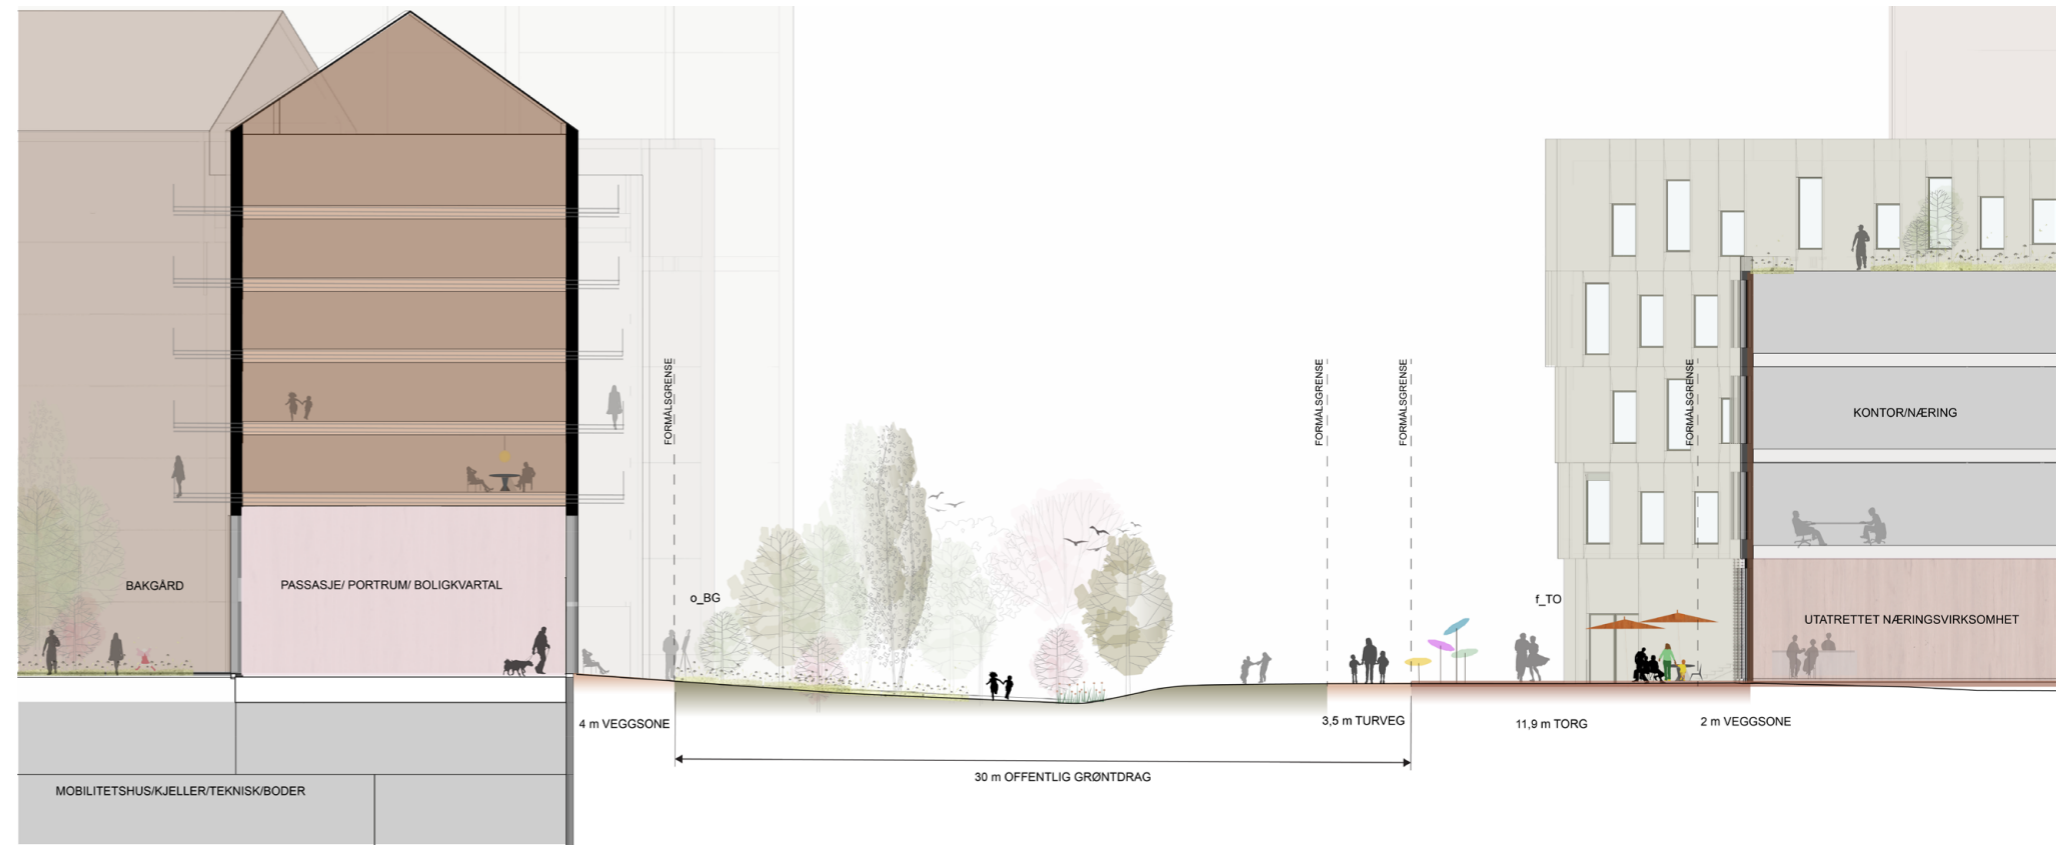 FORMÅLSGRENSE
FORMÅLSGRENSE
FORMÅLSGRENSE
FORMÅLSGRENSE
KONTOR/NÆRING
BAKGÅRD
PASSASJE/ PORTRUM/ BOLIGKVARTAL
o_BG
f_TO
UTATRETTET NÆRINGSVIRKSOMHET
4 m VEGGSONE
3,5 m TURVEG
11,9 m TORG
2 m VEGGSONE
30 m OFFENTLIG GRØNTDRAG
MOBILITETSHUS/KJELLER/TEKNISK/BODER